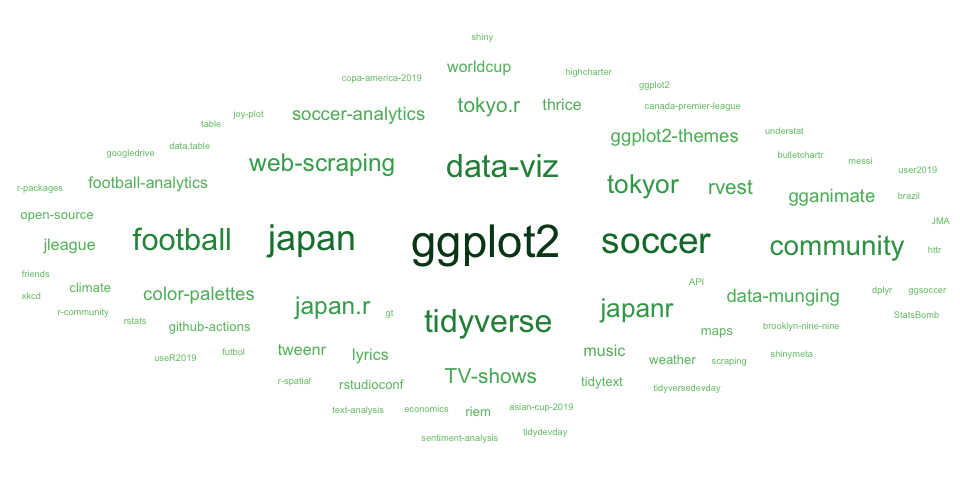 shiny
worldcup
copa-america-2019
highcharter
ggplot2
tokyo.r
thrice
canada-premier-league
joy-plot
soccer-analytics
table
ggplot2-themes
understat
data.table
googledrive
web-scraping
data-viz
bulletchartr
messi
user2019
r-packages
football-analytics
tokyor
rvest
gganimate
brazil
open-source
JMA
jleague
football
japan
ggplot2
soccer
community
httr
friends
climate
color-palettes
API
data-munging
dplyr
ggsoccer
xkcd
r-community
japan.r
gt
japanr
StatsBomb
rstats
github-actions
tidyverse
maps
brooklyn-nine-nine
useR2019
futbol
tweenr
lyrics
music
weather
scraping
shinymeta
r-spatial
rstudioconf
TV-shows
tidytext
tidyversedevday
text-analysis
economics
riem
asian-cup-2019
sentiment-analysis
tidydevday